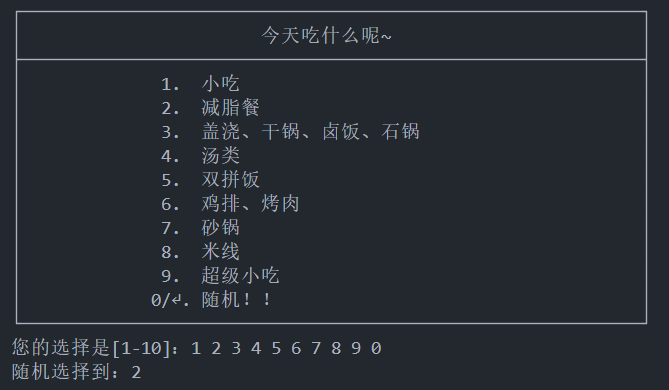 今天吃什么呢~
1. 小吃
2. 减脂餐
3. 盖浇、干锅、卤饭、石锅
4. 汤类
5. 双拼饭
6. 鸡排、烤肉
7. 砂锅
8. 米线
9. 超级小吃
0/↵. 随机!!
您的选择是[1-10]: 1 2 3 4 5 6 7 8 9 0
随机选择到: 2